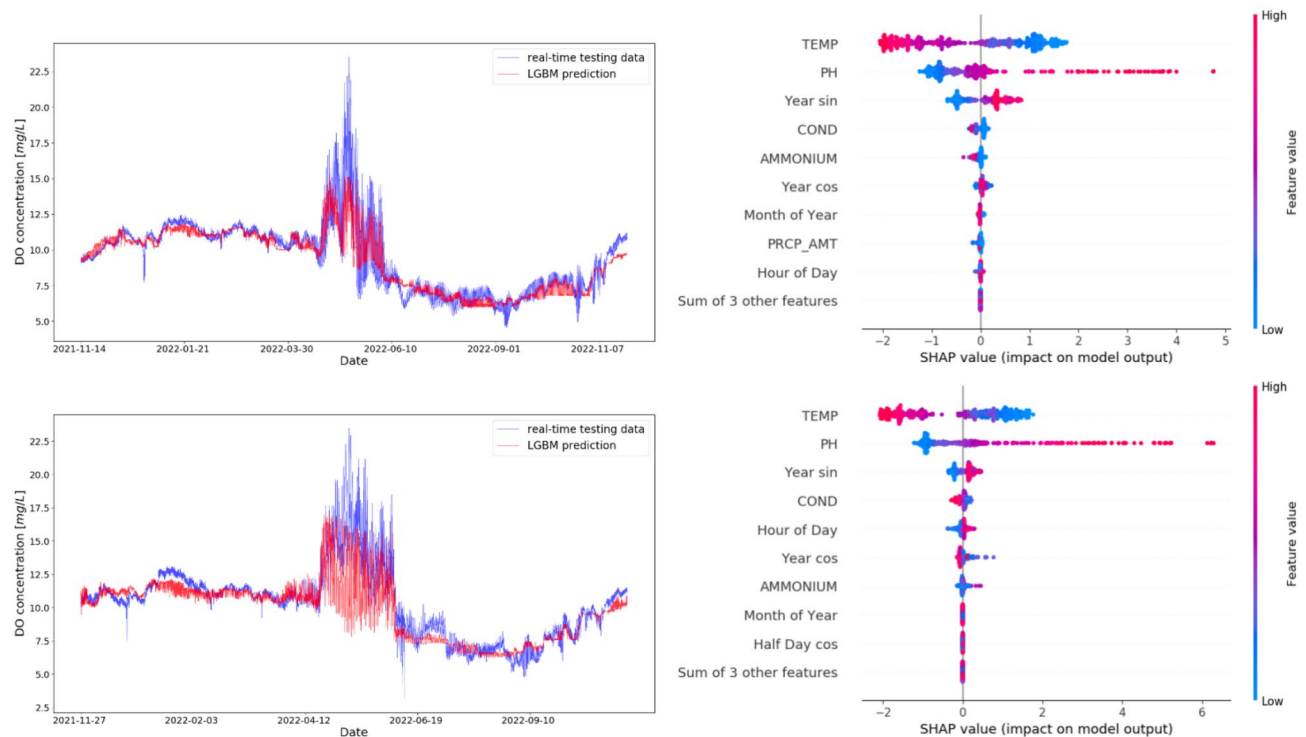 real-time testing data
LGBM prediction
DO concentration [mg/L]
22.5
20.0
17.5
15.0
12.5
10.0
7.5
5.0
2021-11-14 2022-01-21 2022-03-30 2022-06-10 2022-09-01 2022-11-07
Date
High
TEMP
PH
Year sin
COND
AMMONIUM
Year cos
Month of Year
PRCP_AMT
Hour of Day
Sum of 3 other features
Low
Feature value
−2 −1 0 1 2 3 4 5
SHAP value (impact on model output)
real-time testing data
LGBM prediction
DO concentration [mg/L]
22.5
20.0
17.5
15.0
12.5
10.0
7.5
5.0
2.5
2021-11-27 2022-02-03 2022-04-12 2022-06-19 2022-09-10
Date
High
TEMP
PH
Year sin
COND
Hour of Day
Year cos
AMMONIUM
Month of Year
Half Day cos
Sum of 3 other features
Low
Feature value
−2 0 2 4 6
SHAP value (impact on model output)